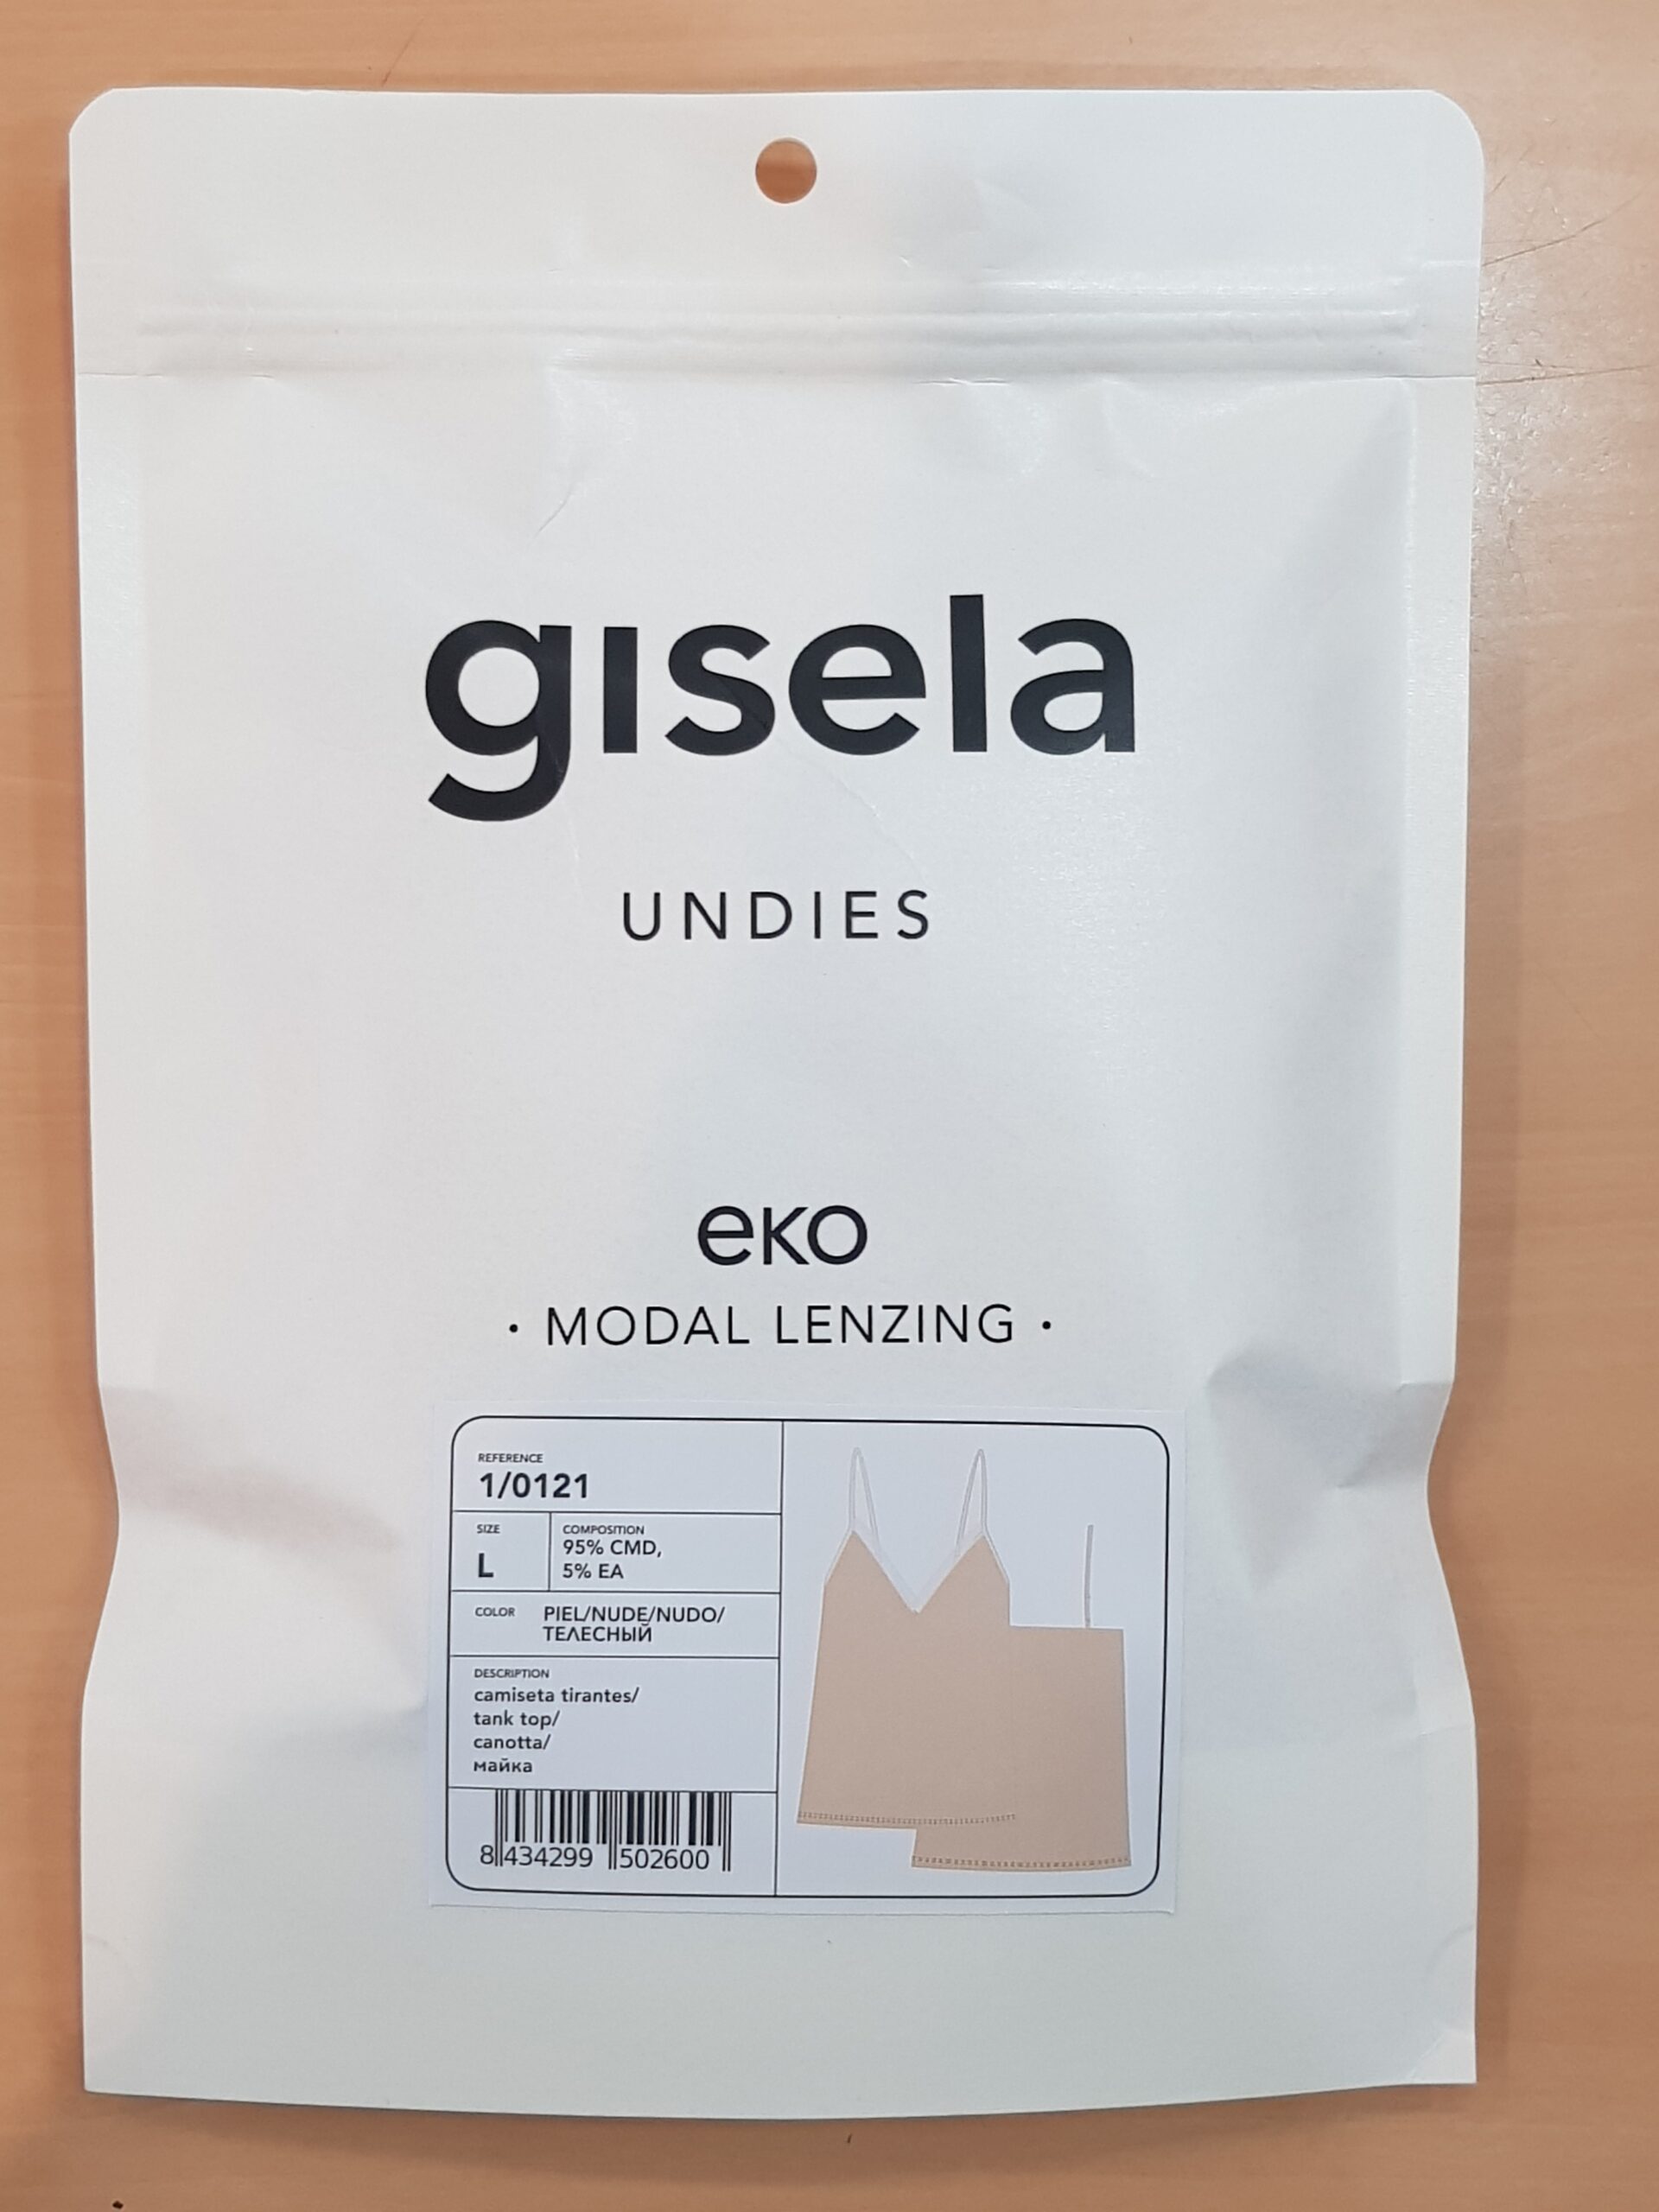 gisela
UNDIES
eko
· MODAL LENZING ·
REFERENCE
1/0121
SIZE
L
COMPOSITION
95% CMD,
5% EA
COLOR PIEL/NUDE/NUDO/
ТЕЛЕСНЫЙ
DESCRIPTION
camiseta tirantes/
tank top/
canotta/
майка
8 434299 502600